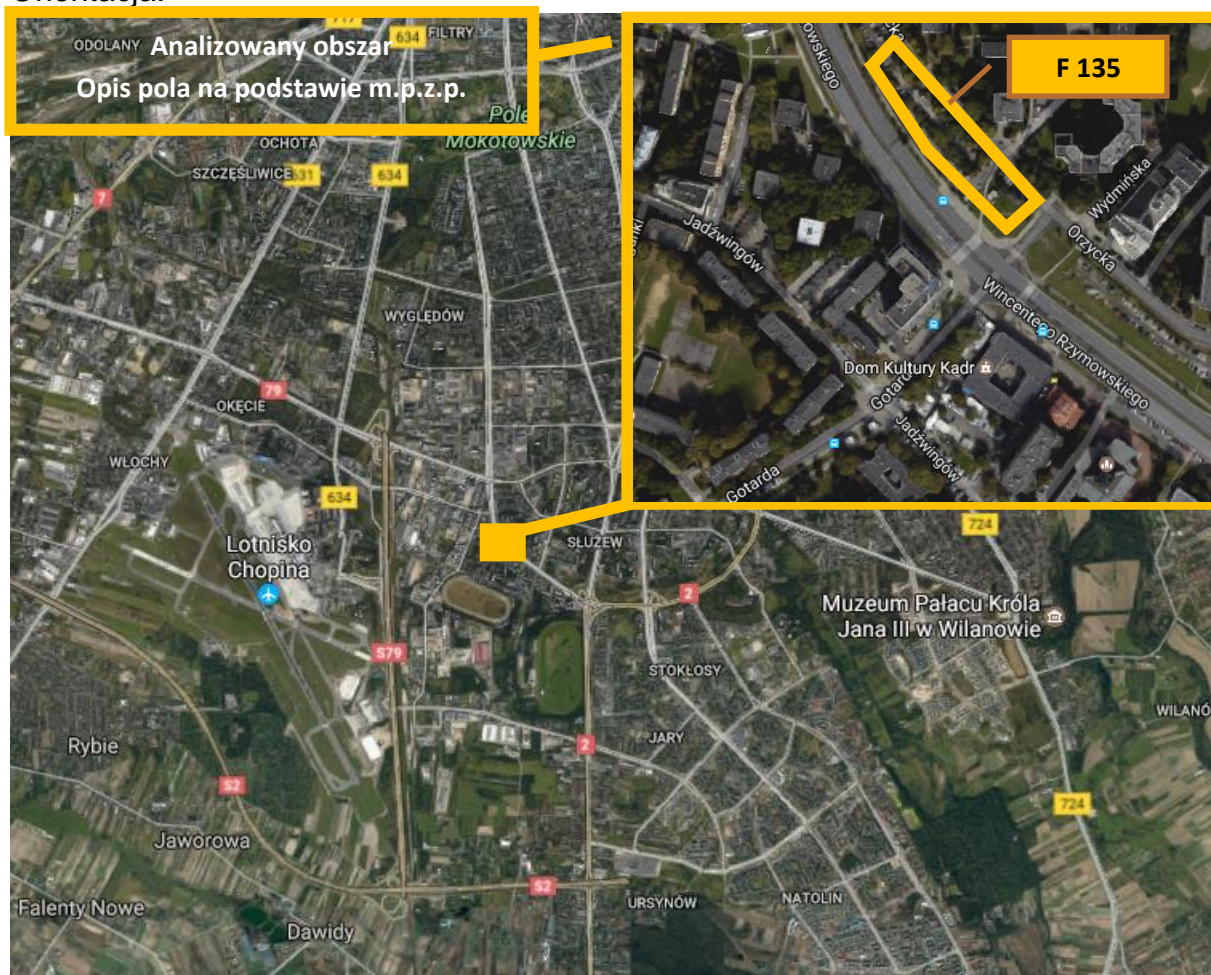 Orientacja:
Analizowany obszar
Opis pola na podstawie m.p.z.p.
F 135
717
634
FILTRY
ODOLANY
Pole
Mokotowskie
OCHOTA
SZCZĘŚLIWICE
631
634
7
WYGLĘDÓW
79
OKĘCIE
WŁOCHY
634
Lotnisko
Chopina
SŁUŻEW
724
2
Muzeum Pałacu Króla
Jana III w Wilanowie
S79
STOKŁOSY
WILANÓ
JARY
2
Rybie
S2
724
Jaworowa
S2
URSYNÓW
NATOLIN
Falenty Nowe
Dawidy
owskiego
cka
Wydmińska
Orzycka
Jadźwingów
Wincentego Rzymowskiego
Dom Kultury Kadr
Gotarda
Jadźwingów
Gotarda